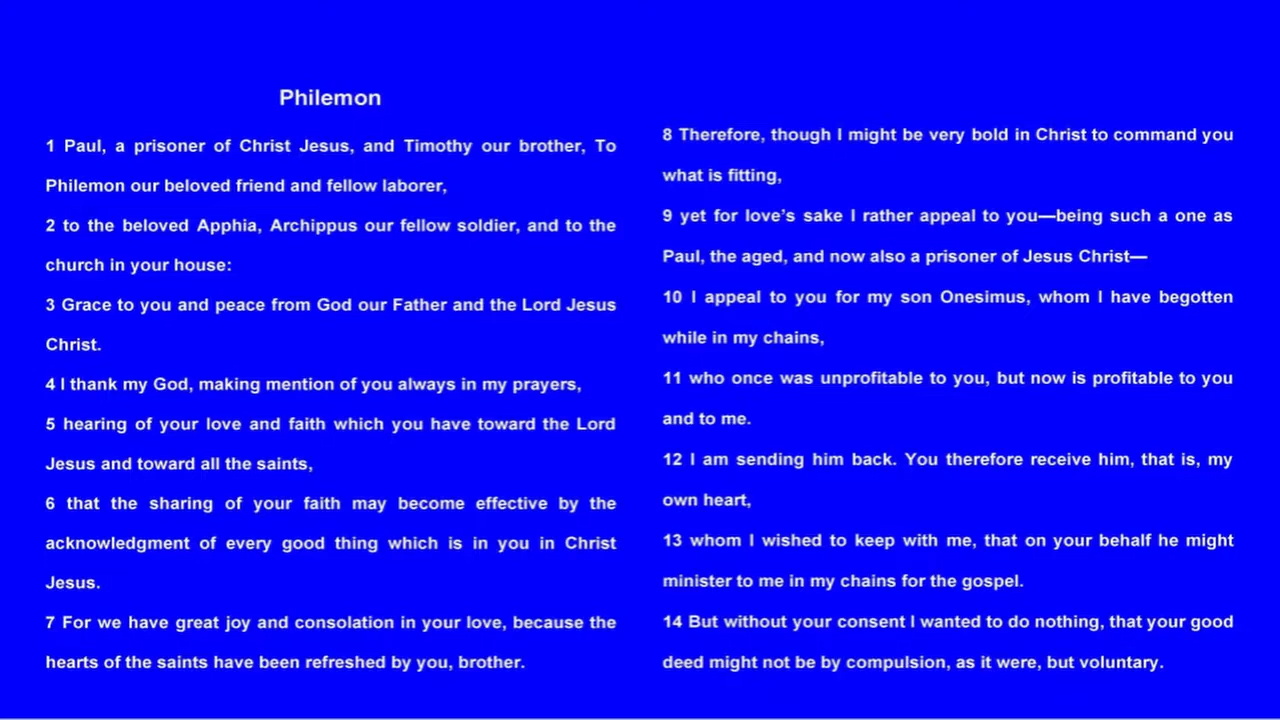 Philemon
1 Paul, a prisoner of Christ Jesus, and Timothy our brother, To
Philemon our beloved friend and fellow laborer,
2 to the beloved Apphia, Archippus our fellow soldier, and to the
church in your house:
3 Grace to you and peace from God our Father and the Lord Jesus
Christ.
4 I thank my God, making mention of you always in my prayers,
5 hearing of your love and faith which you have toward the Lord
Jesus and toward all the saints,
6 that the sharing of your faith may become effective by the
acknowledgment of every good thing which is in you in Christ
Jesus.
7 For we have great joy and consolation in your love, because the
hearts of the saints have been refreshed by you, brother.
8 Therefore, though I might be very bold in Christ to command you
what is fitting,
9 yet for love’s sake I rather appeal to you—being such a one as
Paul, the aged, and now also a prisoner of Jesus Christ—
10 I appeal to you for my son Onesimus, whom I have begotten
while in my chains,
11 who once was unprofitable to you, but now is profitable to you
and to me.
12 I am sending him back. You therefore receive him, that is, my
own heart,
13 whom I wished to keep with me, that on your behalf he might
minister to me in my chains for the gospel.
14 But without your consent I wanted to do nothing, that your good
deed might not be by compulsion, as it were, but voluntary.